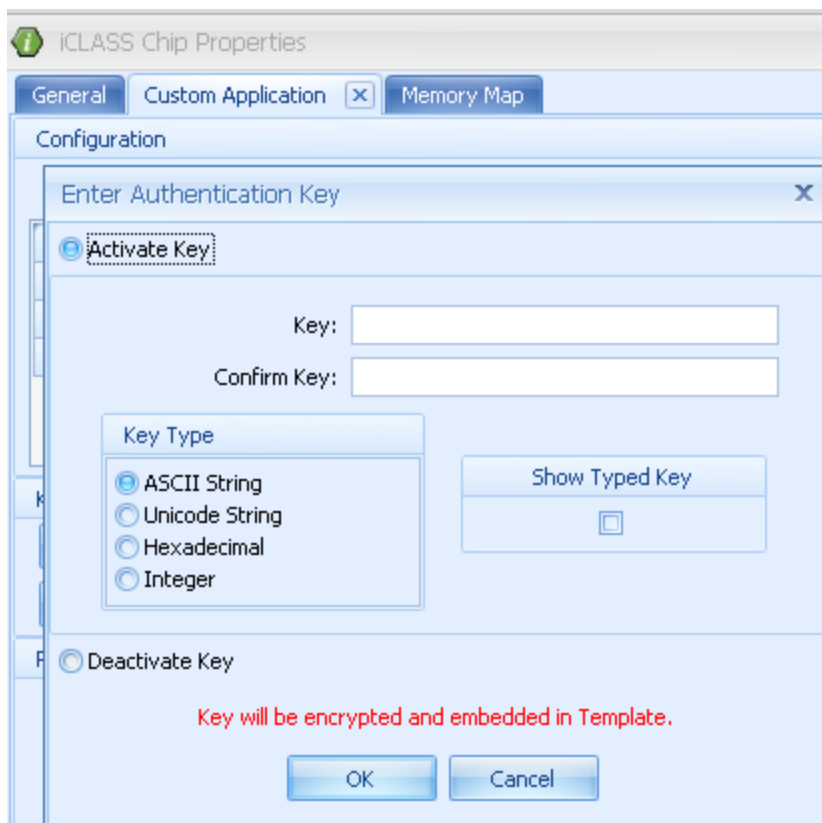 iCLASS Chip Properties
General Custom Application Memory Map
Configuration
Enter Authentication Key
Activate Key
Key:
Confirm Key:
Key Type
ASCII String
Unicode String
Hexadecimal
Integer
Show Typed Key
Deactivate Key
Key will be encrypted and embedded in Template.
OK Cancel